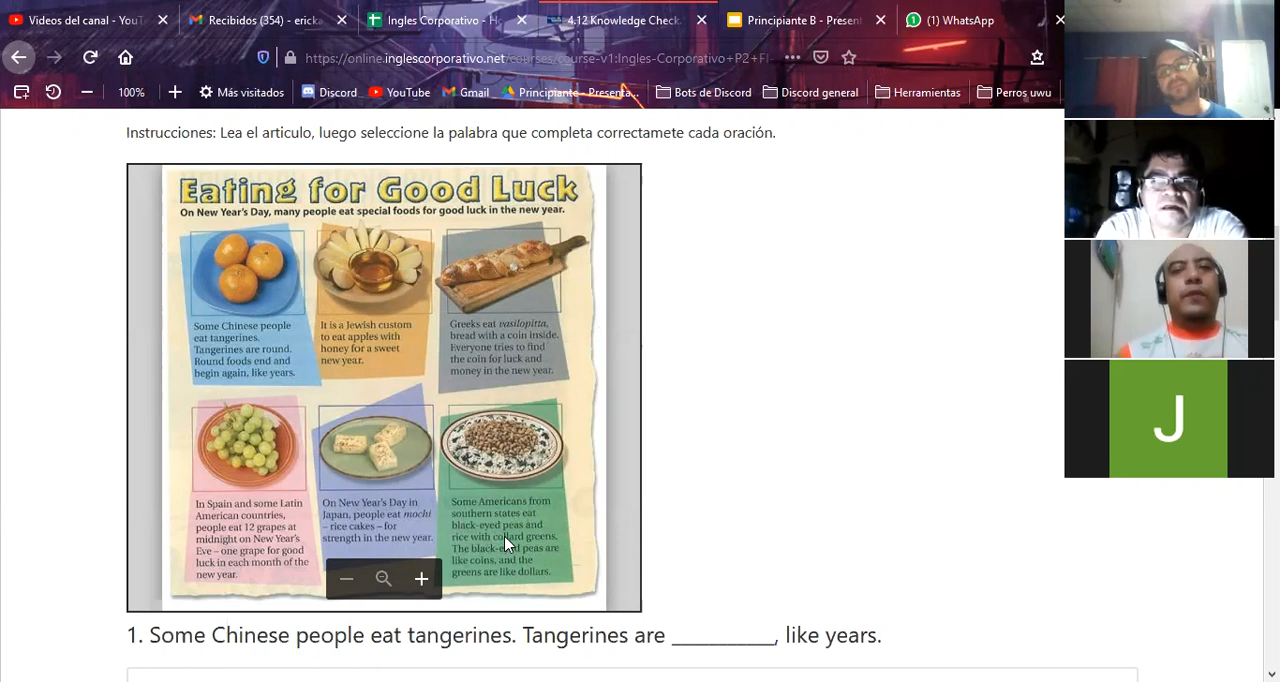 Videos del canal - YouT
Recibidos (354) - ericka
Ingles Corporativo - Ho
4.12 Knowledge Check
Principiante B - Present
(1) WhatsApp
https://online.inglescorporativo.net/courses/course-v1:Ingles-Corporativo+P2+FI
100%
Más visitados
Discord
YouTube
Gmail
Principiante - Presenta...
Bots de Discord
Discord general
Herramientas
Perros uwu
Instrucciones: Lea el articulo, luego seleccione la palabra que completa correctamete cada oración.
Eating for Good Luck
On New Year's Day, many people eat special foods for good luck in the new year.
Some Chinese people
eat tangerines.
Tangerines are round.
Round foods end and
begin again, like years.
It is a Jewish custom
to eat apples with
honey for a sweet
new year.
Greeks eat vasilopitta,
bread with a coin inside.
Everyone tries to find
the coin for luck and
money in the new year.
In Spain and some Latin
American countries,
people eat 12 grapes at
midnight on New Year's
Eve – one grape for good
luck in each month of the
new year.
On New Year's Day in
Japan, people eat mochi
– rice cakes – for
strength in the new year.
Some Americans from
southern states eat
black-eyed peas and
rice with collard greens.
The black-eyed peas are
like coins, and the
greens are like dollars.
1. Some Chinese people eat tangerines. Tangerines are __________, like years.
J